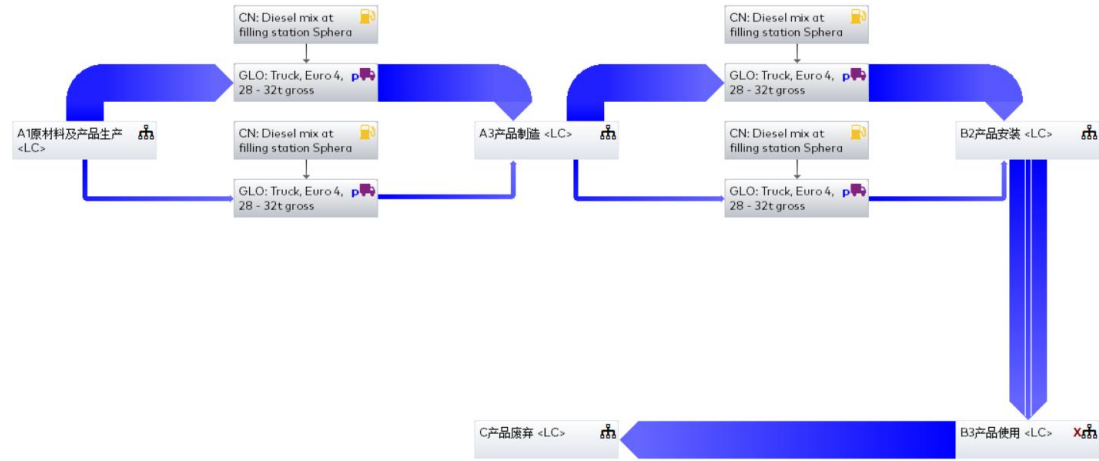 CN: Diesel mix at
filling station Sphera
CN: Diesel mix at
filling station Sphera
GLO: Truck, Euro 4,
28 - 32t gross
p
GLO: Truck, Euro 4,
28 - 32t gross
p
A1原材料及产品生产
<LC>
CN: Diesel mix at
filling station Sphera
A3产品制造 <LC>
CN: Diesel mix at
filling station Sphera
B2产品安装 <LC>
GLO: Truck, Euro 4,
28 - 32t gross
p
GLO: Truck, Euro 4,
28 - 32t gross
p
C产品废弃 <LC>
B3产品使用 <LC>
X